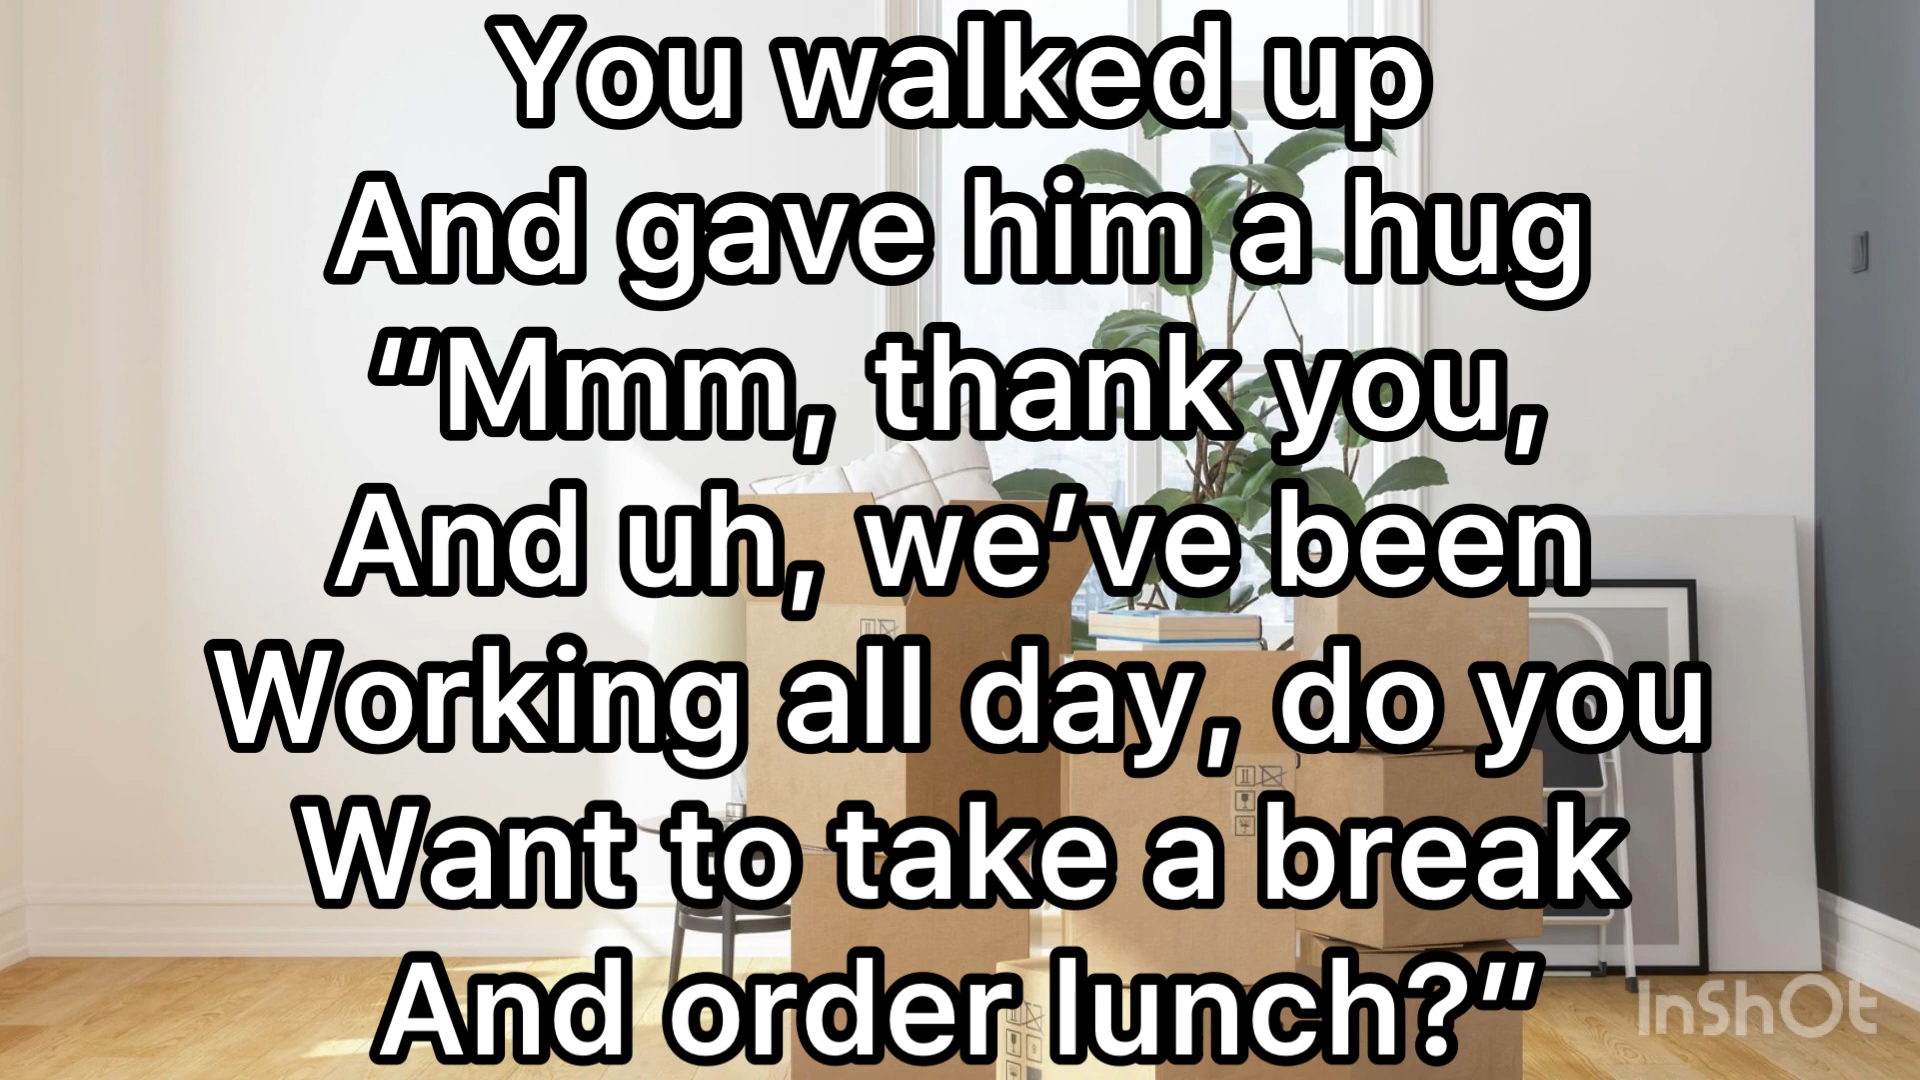 You walked up
And gave him a hug
“Mmm, thank you,
And uh, we’ve been
Working all day, do you
Want to take a break
And order lunch?”
InShOt